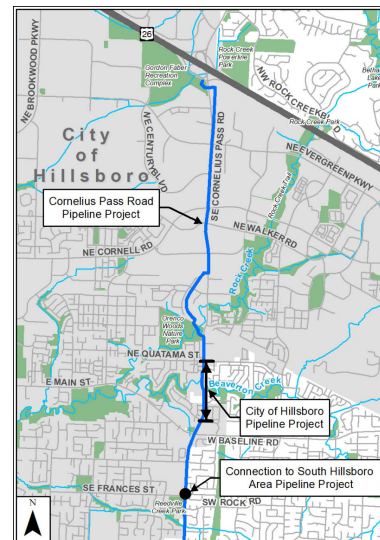 26
NE BROOKWOOD PKWY
Gordon Faber
Recreation
Complex
Rock Creek
Powerline
Park
NW ROCK CREEK BLVD
Rock Creek Park
City
of
Hillsboro
NE CENTURY BLVD
SE CORNELIUS PASS RD
NE EVERGREEN PKWY
Rock Creek Trail
Cornelius Pass Road
Pipeline Project
NE WALKER RD
NE CORNELL RD
Rock Creek
Orenco
Woods
Nature
Park
NE QUATAMA ST
E MAIN ST
Beaverton Creek
City of Hillsboro
Pipeline Project
W BASELINE RD
Connection to South Hillsboro
Area Pipeline Project
SE FRANCES ST
SW ROCK RD
Reedville
Creek Park
N